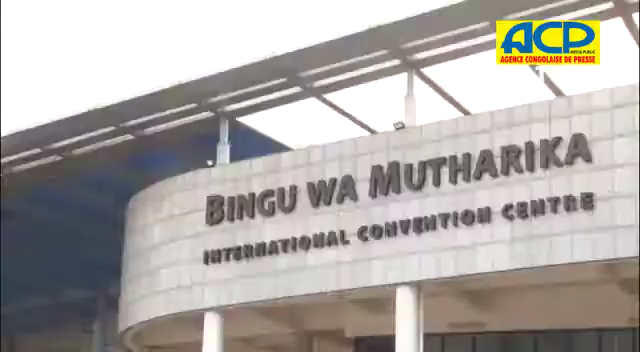 ACP
MEDIA & PUBLIC
AGENCE CONGOLAISE DE PRESSE
BINGU WA MUTHARIKA
INTERNATIONAL CONVENTION CENTRE